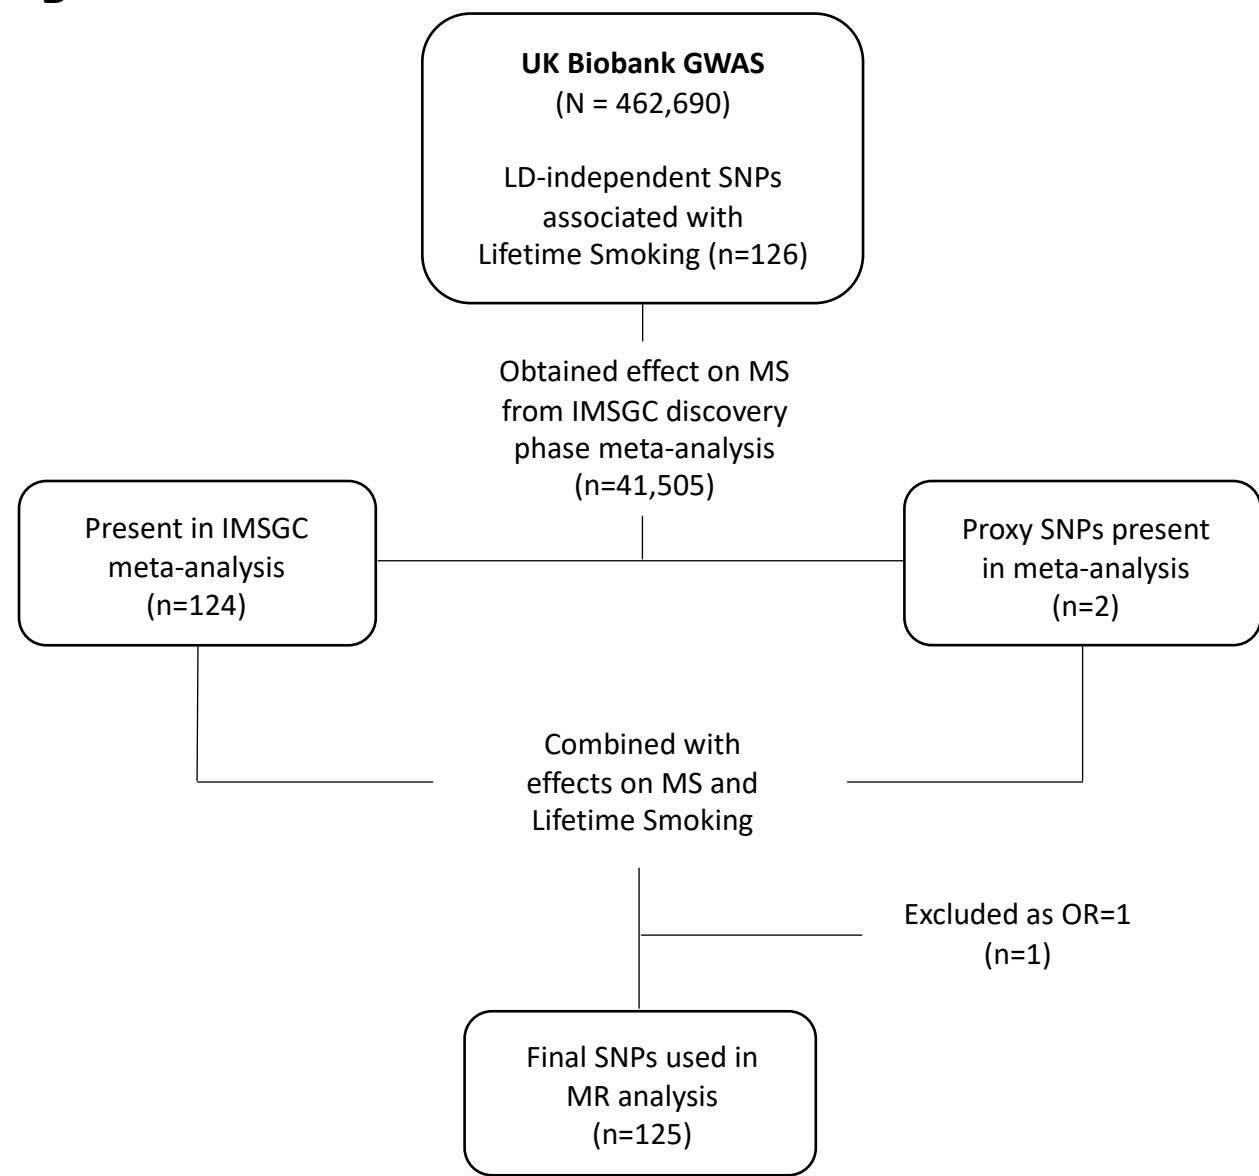 UK Biobank GWAS
(N = 462,690)
LD-independent SNPs
associated with
Lifetime Smoking (n=126)
Obtained effect on MS
from IMSGC discovery
phase meta-analysis
(n=41,505)
Present in IMSGC
meta-analysis
(n=124)
Proxy SNPs present
in meta-analysis
(n=2)
Combined with
effects on MS and
Lifetime Smoking
Excluded as OR=1
(n=1)
Final SNPs used in
MR analysis
(n=125)